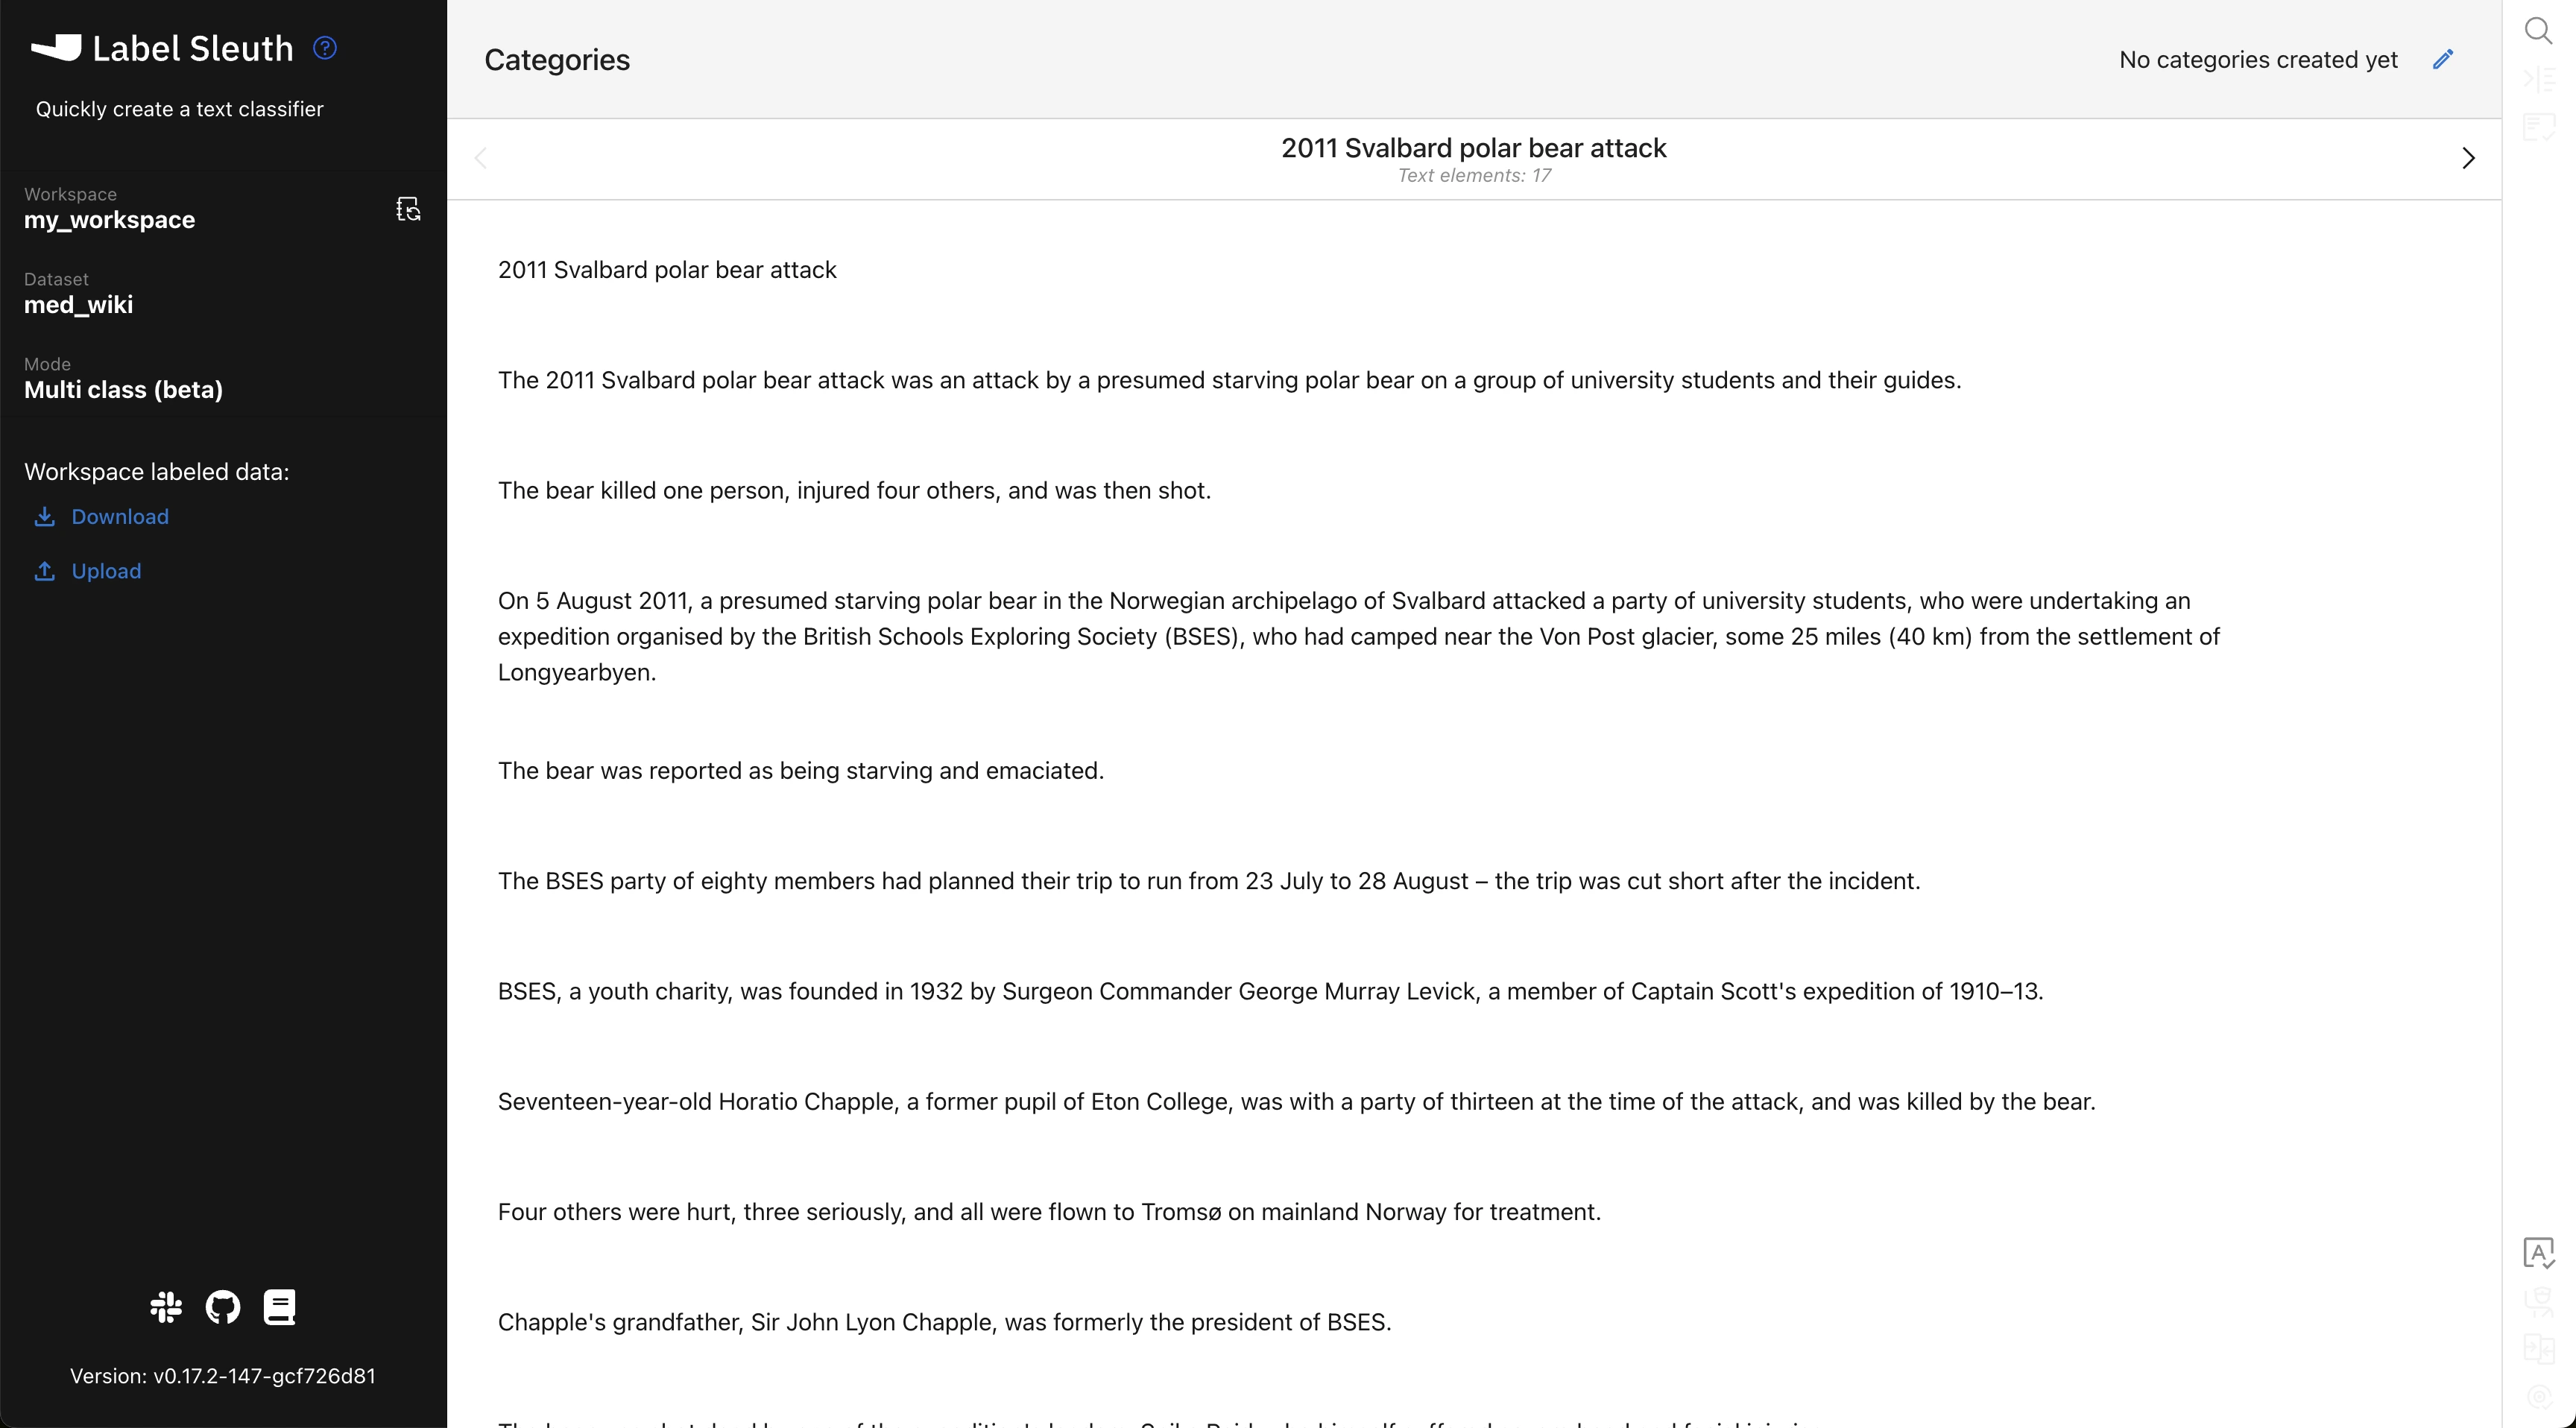 Label Sleuth
Quickly create a text classifier
Workspace
my_workspace
Dataset
med_wiki
Mode
Multi class (beta)
Workspace labeled data:
Download
Upload
Version: v0.17.2-147-gcf726d81
Categories
No categories created yet
2011 Svalbard polar bear attack
Text elements: 17
2011 Svalbard polar bear attack
The 2011 Svalbard polar bear attack was an attack by a presumed starving polar bear on a group of university students and their guides.
The bear killed one person, injured four others, and was then shot.
On 5 August 2011, a presumed starving polar bear in the Norwegian archipelago of Svalbard attacked a party of university students, who were undertaking an
expedition organised by the British Schools Exploring Society (BSES), who had camped near the Von Post glacier, some 25 miles (40 km) from the settlement of
Longyearbyen.
The bear was reported as being starving and emaciated.
The BSES party of eighty members had planned their trip to run from 23 July to 28 August – the trip was cut short after the incident.
BSES, a youth charity, was founded in 1932 by Surgeon Commander George Murray Levick, a member of Captain Scott's expedition of 1910–13.
Seventeen-year-old Horatio Chapple, a former pupil of Eton College, was with a party of thirteen at the time of the attack, and was killed by the bear.
Four others were hurt, three seriously, and all were flown to Tromsø on mainland Norway for treatment.
Chapple's grandfather, Sir John Lyon Chapple, was formerly the president of BSES.